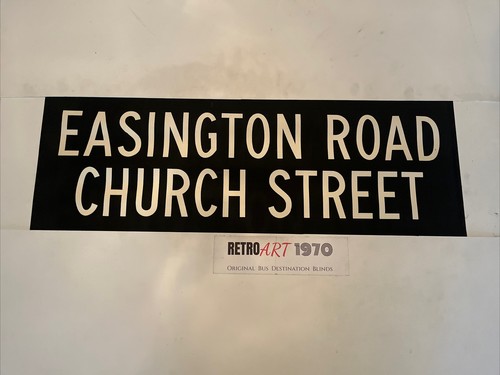 EASINGTON ROAD
CHURCH STREET
RETROART 1970
ORIGINAL BUS DESTINATION BLINDS